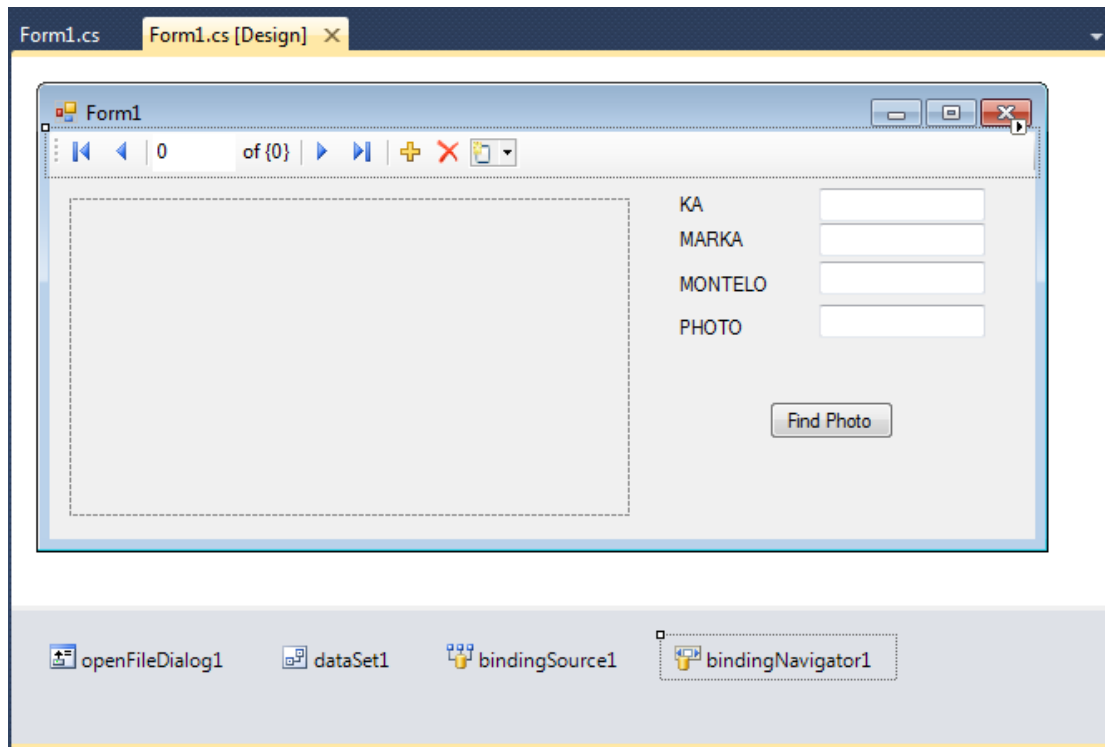 Form1.cs Form1.cs [Design]
Form1
0 of {0}
KA
MARKA
MONTELO
PHOTO
Find Photo
openFileDialog1 dataSet1 bindingSource1 bindingNavigator1